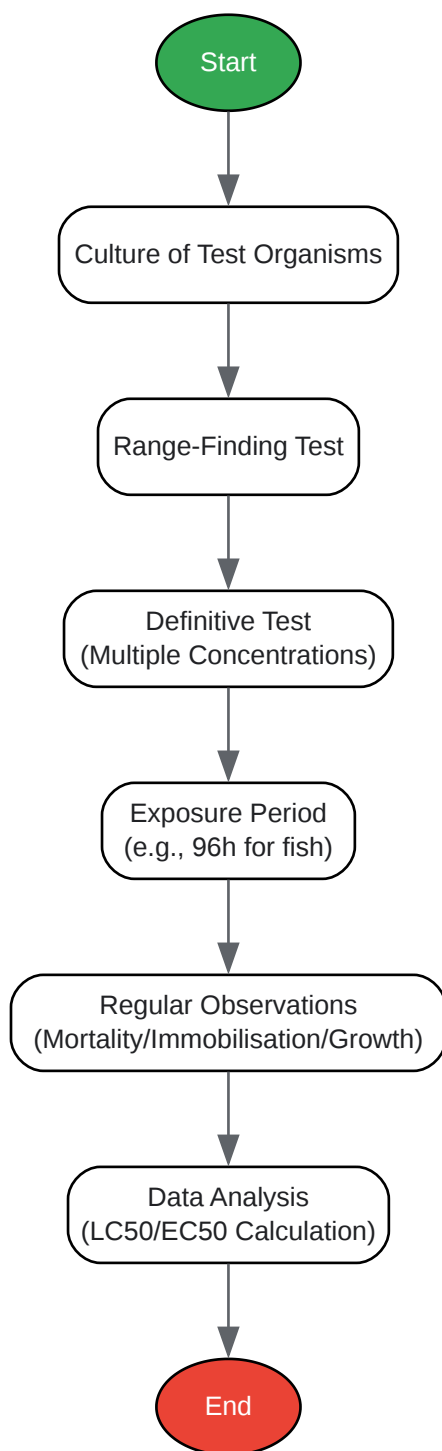 Start
Culture of Test Organisms
Range-Finding Test
Definitive Test
(Multiple Concentrations)
Exposure Period
(e.g., 96h for fish)
Regular Observations
(Mortality/Immobilisation/Growth)
Data Analysis
(LC50/EC50 Calculation)
End